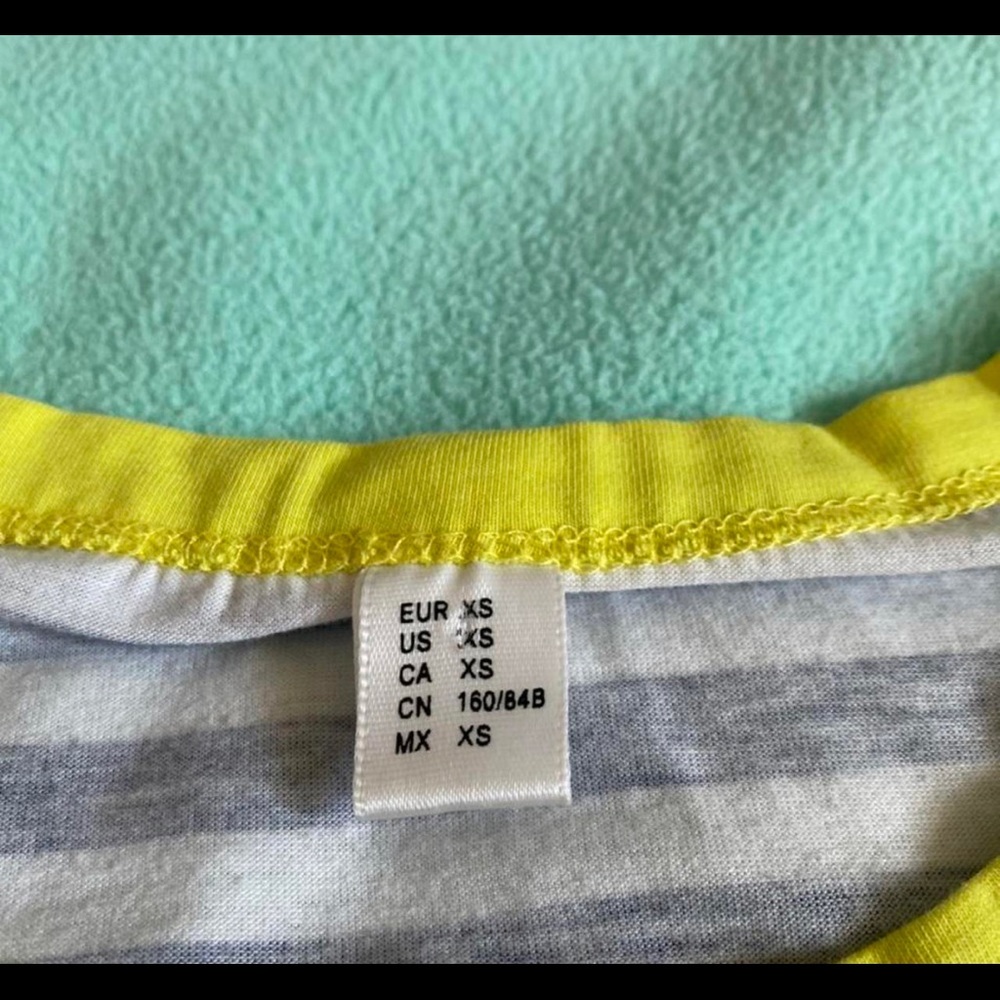 EUR XS
US XS
CA XS
CN 160/84B
MX XS